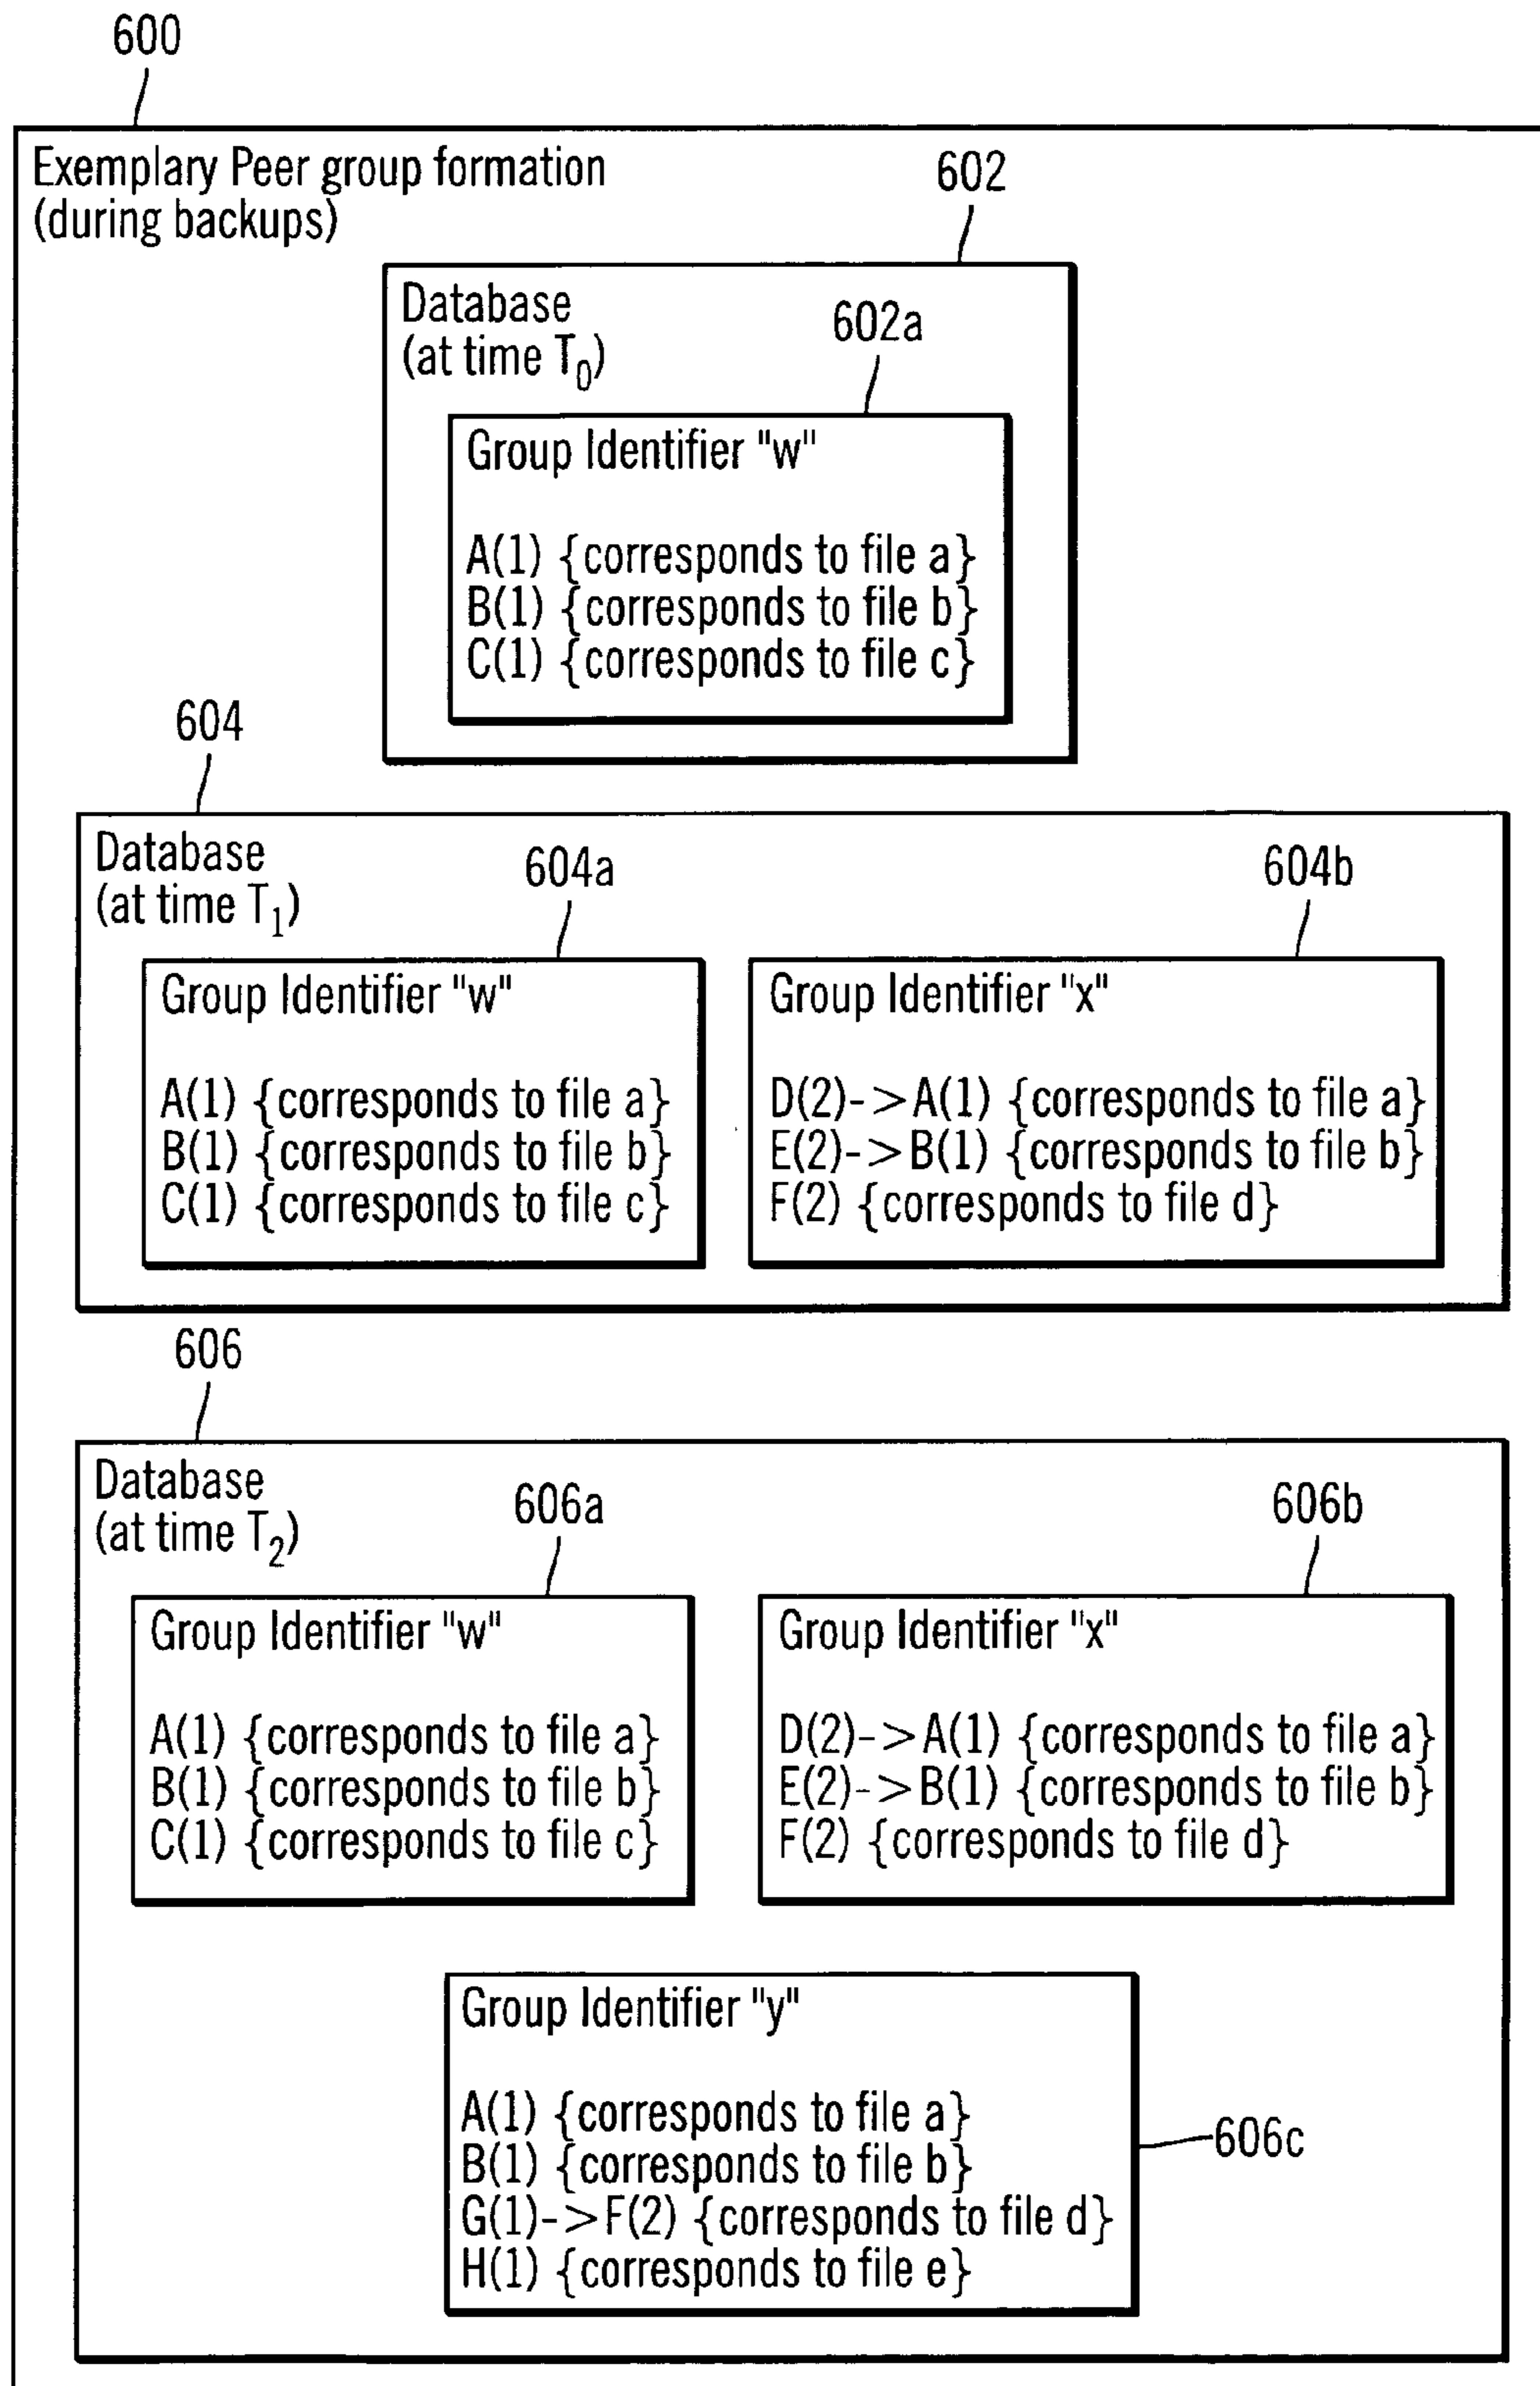 600
Exemplary Peer group formation
(during backups)
602
Database
(at time T0)
602a
Group Identifier "w"
A(1) {corresponds to file a}
B(1) {corresponds to file b}
C(1) {corresponds to file c}
604
Database
(at time T1)
604a
604b
Group Identifier "w"
A(1) {corresponds to file a}
B(1) {corresponds to file b}
C(1) {corresponds to file c}
Group Identifier "x"
D(2)->A(1) {corresponds to file a}
E(2)->B(1) {corresponds to file b}
F(2) {corresponds to file d}
606
Database
(at time T2)
606a
606b
Group Identifier "w"
A(1) {corresponds to file a}
B(1) {corresponds to file b}
C(1) {corresponds to file c}
Group Identifier "x"
D(2)->A(1) {corresponds to file a}
E(2)->B(1) {corresponds to file b}
F(2) {corresponds to file d}
Group Identifier "y"
A(1) {corresponds to file a}
B(1) {corresponds to file b}
G(1)->F(2) {corresponds to file d}
H(1) {corresponds to file e}
606c